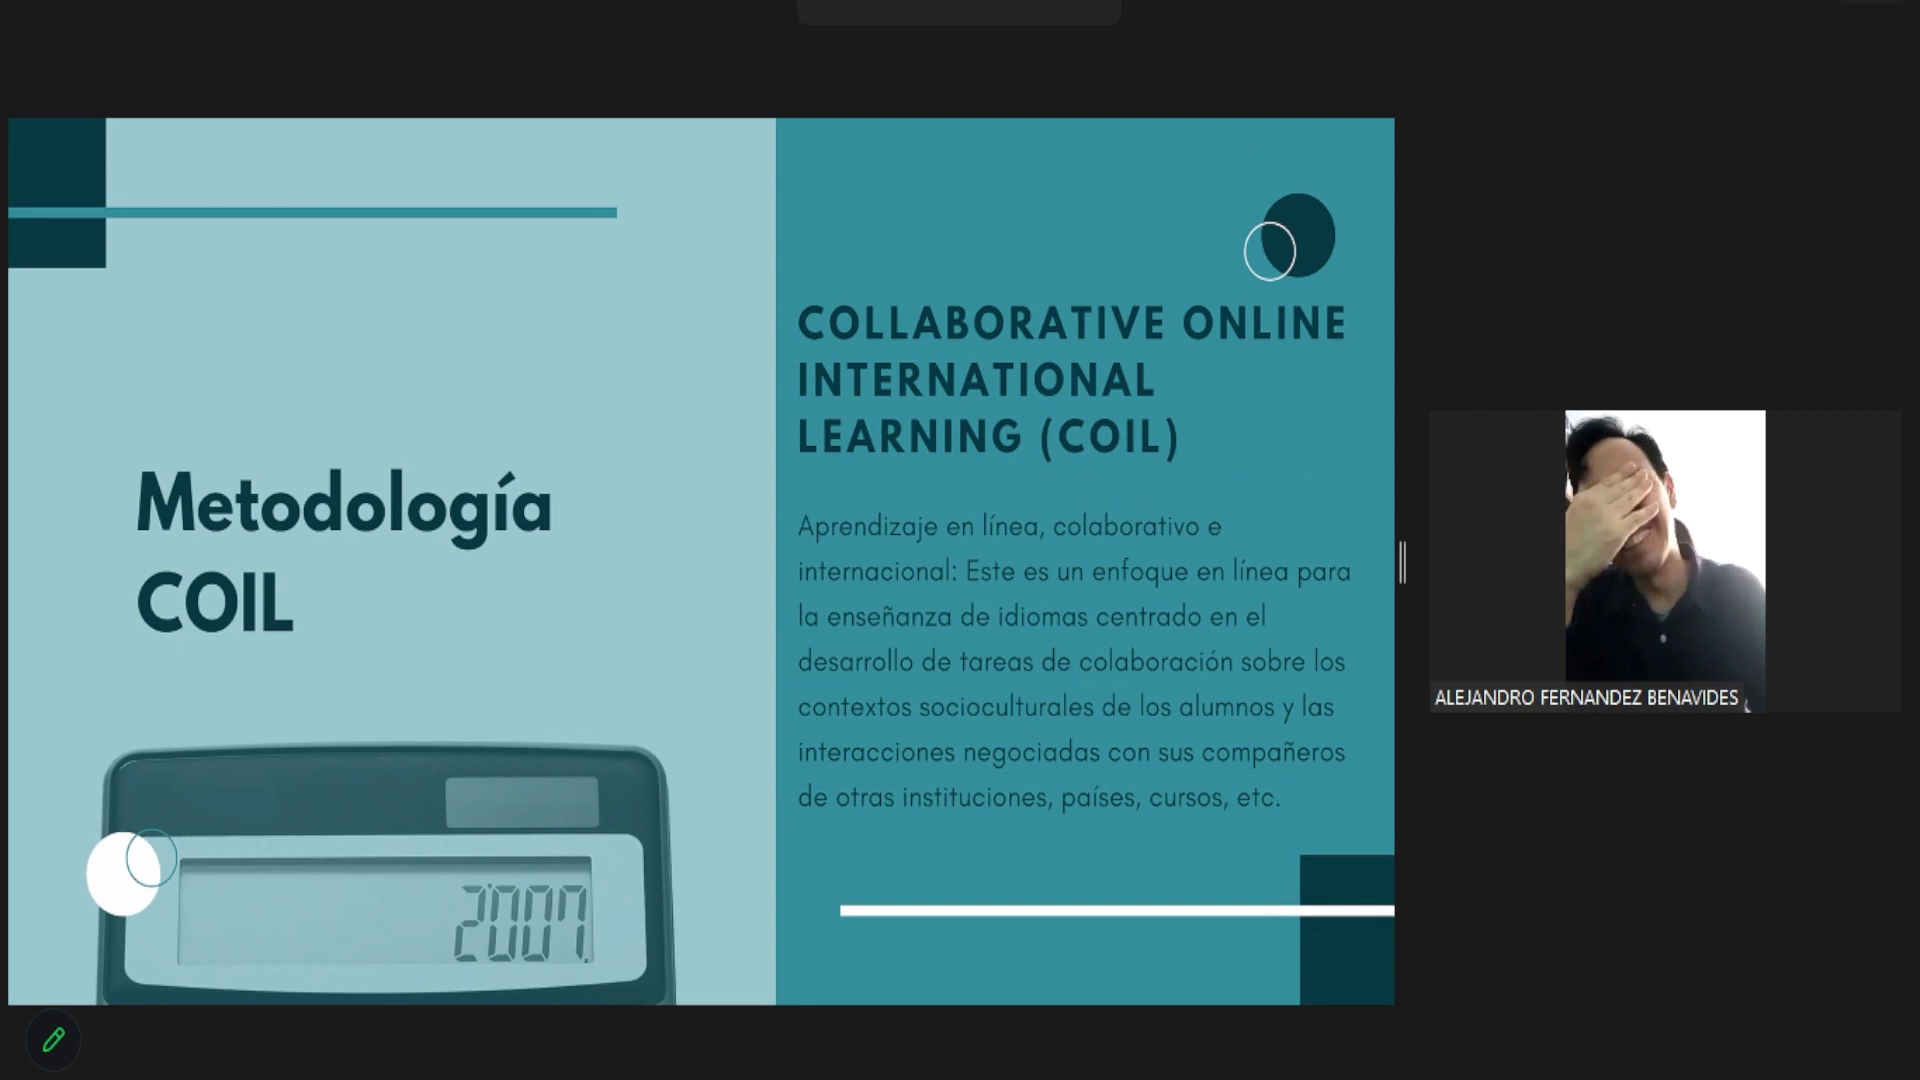 Metodología
COIL
2'007.
COLLABORATIVE ONLINE
INTERNATIONAL
LEARNING (COIL)
Aprendizaje en línea, colaborativo e
internacional: Este es un enfoque en línea para
la enseñanza de idiomas centrado en el
desarrollo de tareas de colaboración sobre los
contextos socioculturales de los alumnos y las
interacciones negociadas con sus compañeros
de otras instituciones, países, cursos, etc.
ALEJANDRO FERNANDEZ BENAVIDES